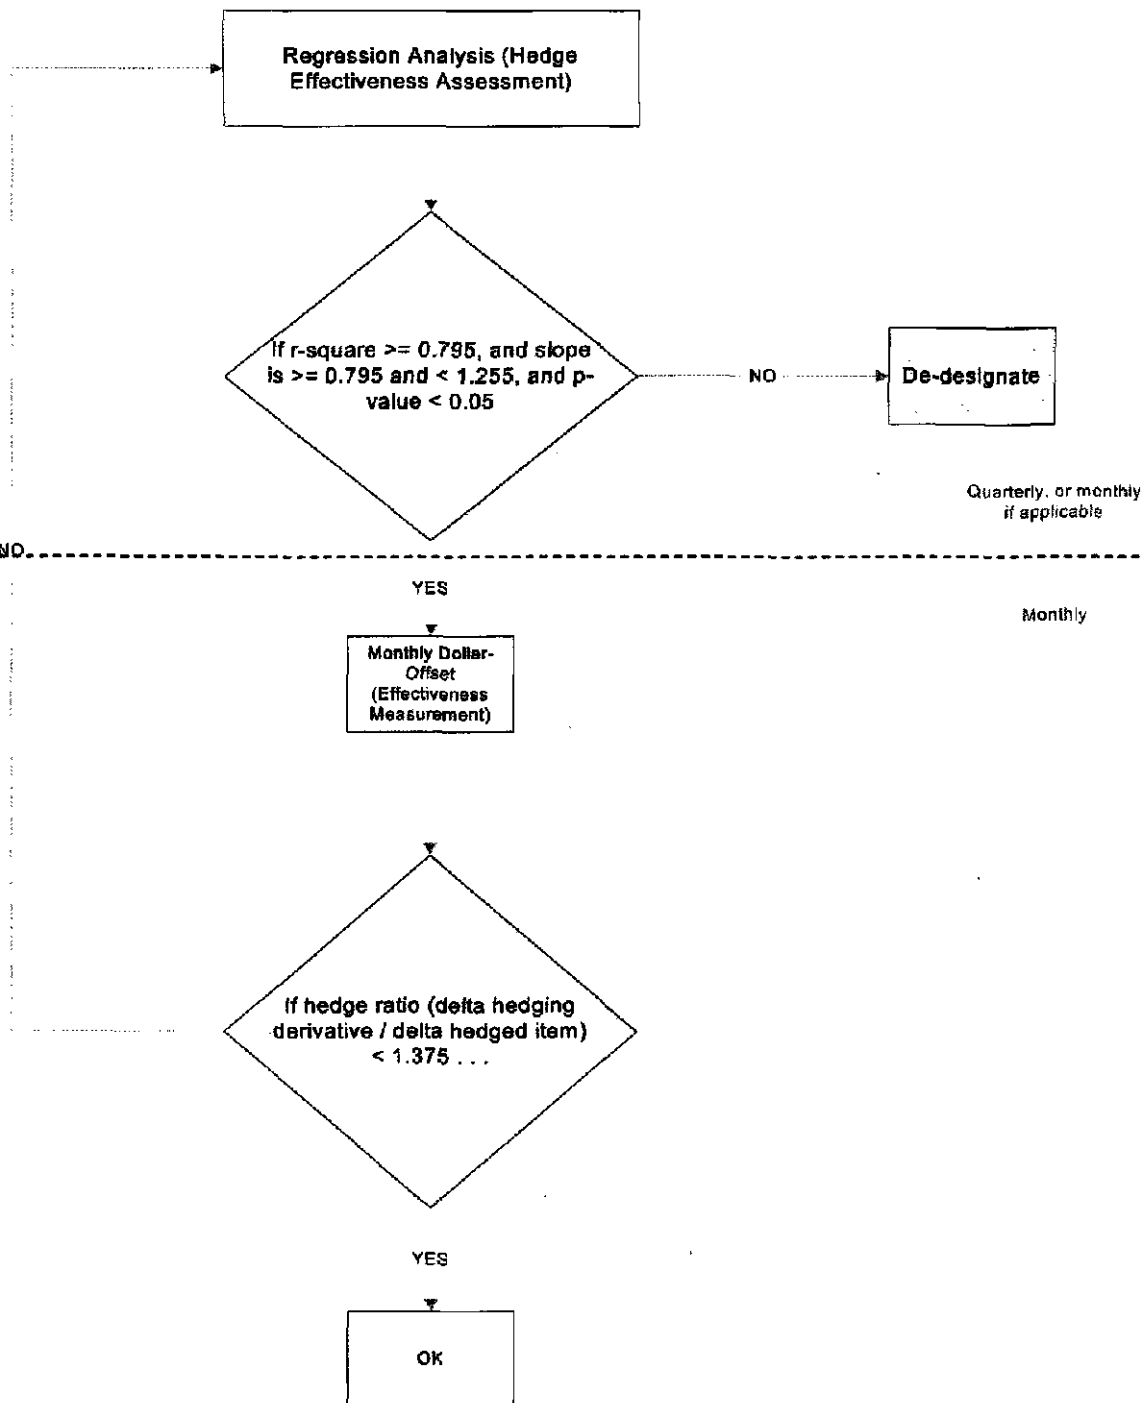 Regression Analysis (Hedge
Effectiveness Assessment)
If r-square >= 0.795, and slope
is >= 0.795 and < 1.255, and p-
value < 0.05
NO
De-designate
Quarterly, or monthly
if applicable
NO
YES
Monthly
Monthly Dollar-
Offset
(Effectiveness
Measurement)
If hedge ratio (delta hedging
derivative / delta hedged item)
< 1.375 . . .
YES
OK